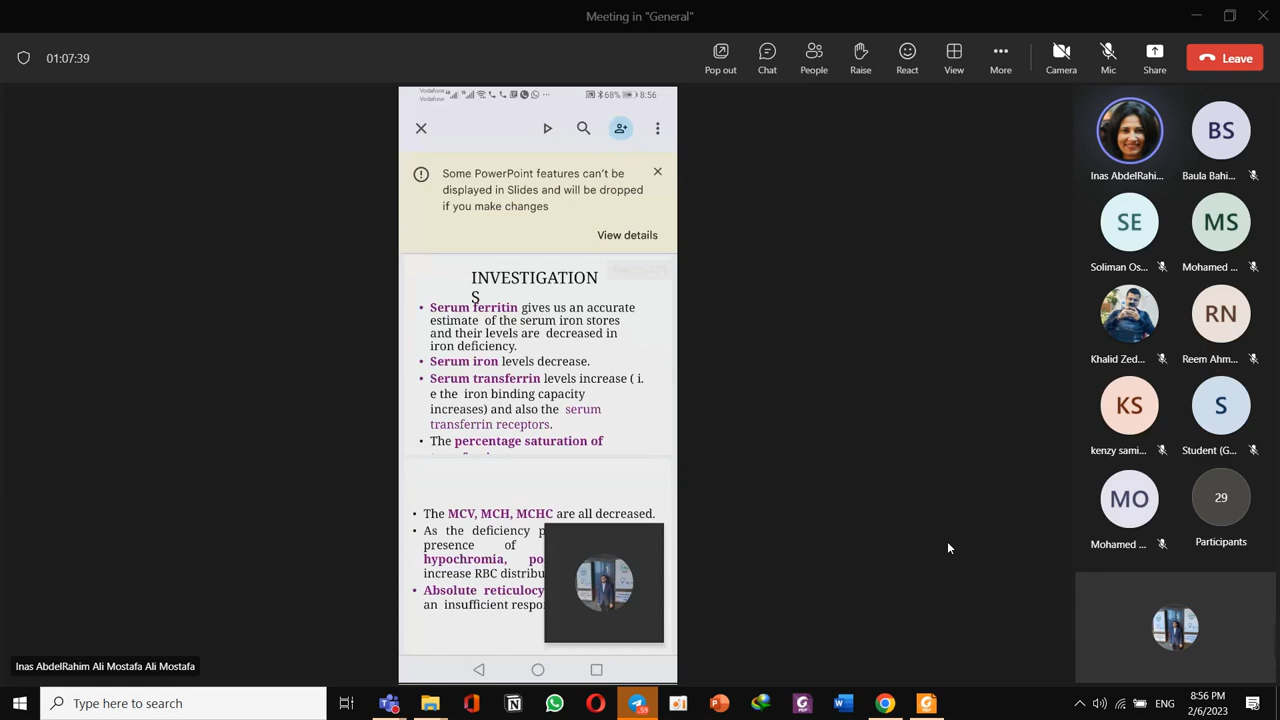 Meeting in "General"
01:07:39
Pop out
Chat
People
Raise
React
View
More
Camera
Mic
Share
Leave
Vodafone
Vodafone
68%
8:56
Some PowerPoint features can't be
displayed in Slides and will be dropped
if you make changes
View details
INVESTIGATION
S
• Serum ferritin gives us an accurate
estimate of the serum iron stores
and their levels are decreased in
iron deficiency.
• Serum iron levels decrease.
• Serum transferrin levels increase ( i.
e the iron binding capacity
increases) and also the serum
transferrin receptors.
• The percentage saturation of
• The MCV, MCH, MCHC are all decreased.
• As the deficiency p
presence of
hypochromia, po
increase RBC distribu
• Absolute reticulocy
an insufficient respo
Inas AbdelRahi...
BS
Baula Bahi...
SE
Soliman Os...
MS
Mohamed ...
Khalid Zed...
RN
Reem Ahm...
KS
kenzy sami...
S
Student (G...
MO
Mohamed ...
29
Participants
Inas AbdelRahim Ali Mostafa Ali Mostafa
Type here to search
59
8:56 PM
2/6/2023